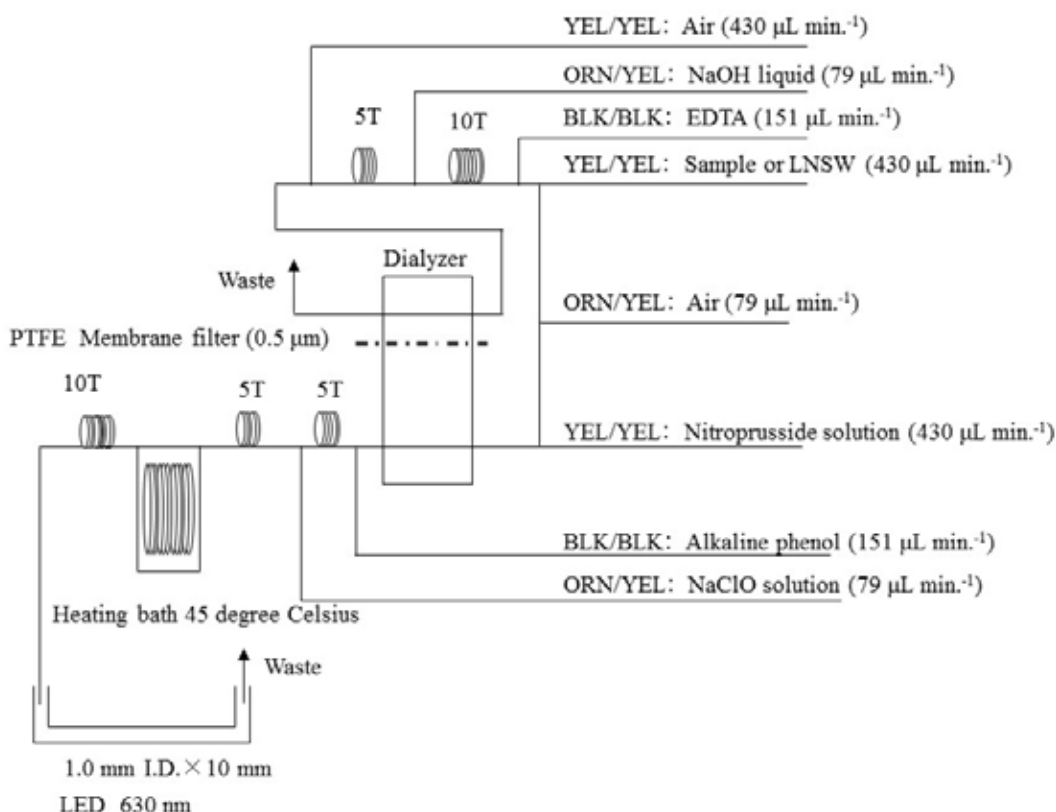 YEL/YEL: Air (430 μL min.⁻¹)
ORN/YEL: NaOH liquid (79 μL min.⁻¹)
5T
10T
BLK/BLK: EDTA (151 μL min.⁻¹)
YEL/YEL: Sample or LNSW (430 μL min.⁻¹)
Dialyzer
Waste
ORN/YEL: Air (79 μL min.⁻¹)
PTFE Membrane filter (0.5 μm)
10T
5T
5T
YEL/YEL: Nitroprusside solution (430 μL min.⁻¹)
BLK/BLK: Alkaline phenol (151 μL min.⁻¹)
ORN/YEL: NaClO solution (79 μL min.⁻¹)
Heating bath 45 degree Celsius
Waste
1.0 mm I.D.×10 mm
LED 630 nm